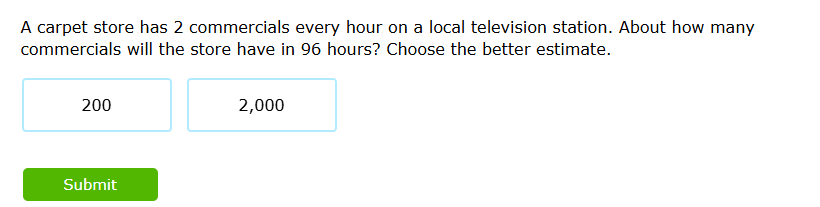 A carpet store has 2 commercials every hour on a local television station. About how many
commercials will the store have in 96 hours? Choose the better estimate.
200
2,000
Submit